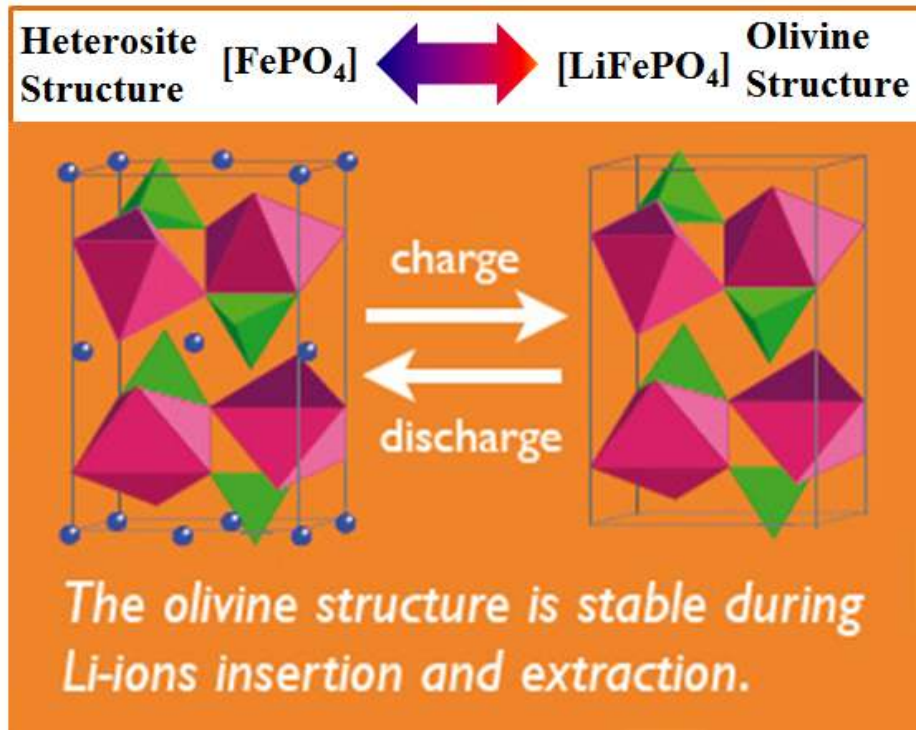 Heterosite Structure
[FePO₄]
[LiFePO₄]
Olivine Structure
charge
discharge
The olivine structure is stable during
Li-ions insertion and extraction.